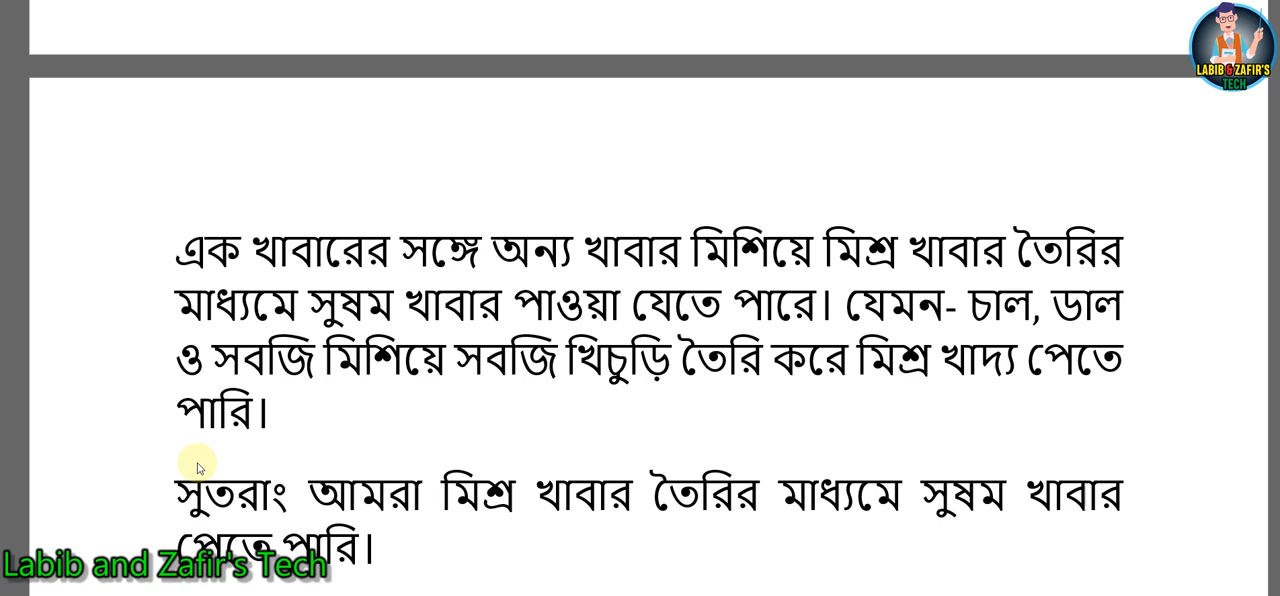 LABIB & ZAFIR'S
TECH
এক খাবারের সঙ্গে অন্য খাবার মিশিয়ে মিশ্র খাবার তৈরির
মাধ্যমে সুষম খাবার পাওয়া যেতে পারে। যেমন- চাল, ডাল
ও সবজি মিশিয়ে সবজি খিচুড়ি তৈরি করে মিশ্র খাদ্য পেতে
পারি।
সুতরাং আমরা মিশ্র খাবার তৈরির মাধ্যমে সুষম খাবার
পেতে পারি।
Labib and Zafir's Tech